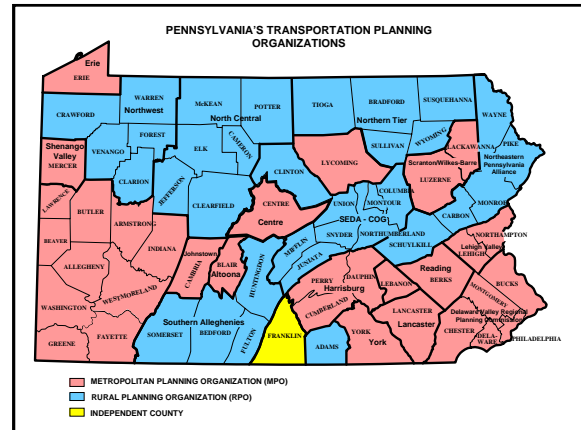 PENNSYLVANIA'S TRANSPORTATION PLANNING
ORGANIZATIONS
Erie
ERIE
CRAWFORD
WARREN
Northwest
McKEAN
POTTER
North Central
TIOGA
BRADFORD
SUSQUEHANNA
Northern Tier
WAYNE
FOREST
VENANGO
ELK
CAMERON
SULLIVAN
WYOMING
LACKAWANNA
PIKE
Shenango
Valley
MERCER
CLARION
JEFFERSON
CLINTON
LYCOMING
Scranton/Wilkes-Barre
LUZERNE
Northeastern
Pennsylvania
Alliance
LAWRENCE
BUTLER
ARMSTRONG
CLEARFIELD
CENTRE
Centre
UNION
COLUMBIA
MONTOUR
SEDA - COG
CARBON
MONROE
BEAVER
INDIANA
SNYDER
NORTHUMBERLAND
SCHUYLKILL
NORTHAMPTON
Lehigh Valley
LEHIGH
ALLEGHENY
Johnstown
CAMBRIA
BLAIR
Altoona
HUNTINGDON
MIFFLIN
JUNIATA
PERRY
DAUPHIN
Harrisburg
CUMBERLAND
LEBANON
Reading
BERKS
BUCKS
MONTGOMERY
WASHINGTON
WESTMORELAND
Southern Alleghenies
SOMERSET
BEDFORD
FULTON
FRANKLIN
ADAMS
YORK
York
LANCASTER
Lancaster
CHESTER
Delaware Valley Regional
Planning Commission
DELA-
WARE
PHILADELPHIA
GREENE
FAYETTE
METROPOLITAN PLANNING ORGANIZATION (MPO)
RURAL PLANNING ORGANIZATION (RPO)
INDEPENDENT COUNTY